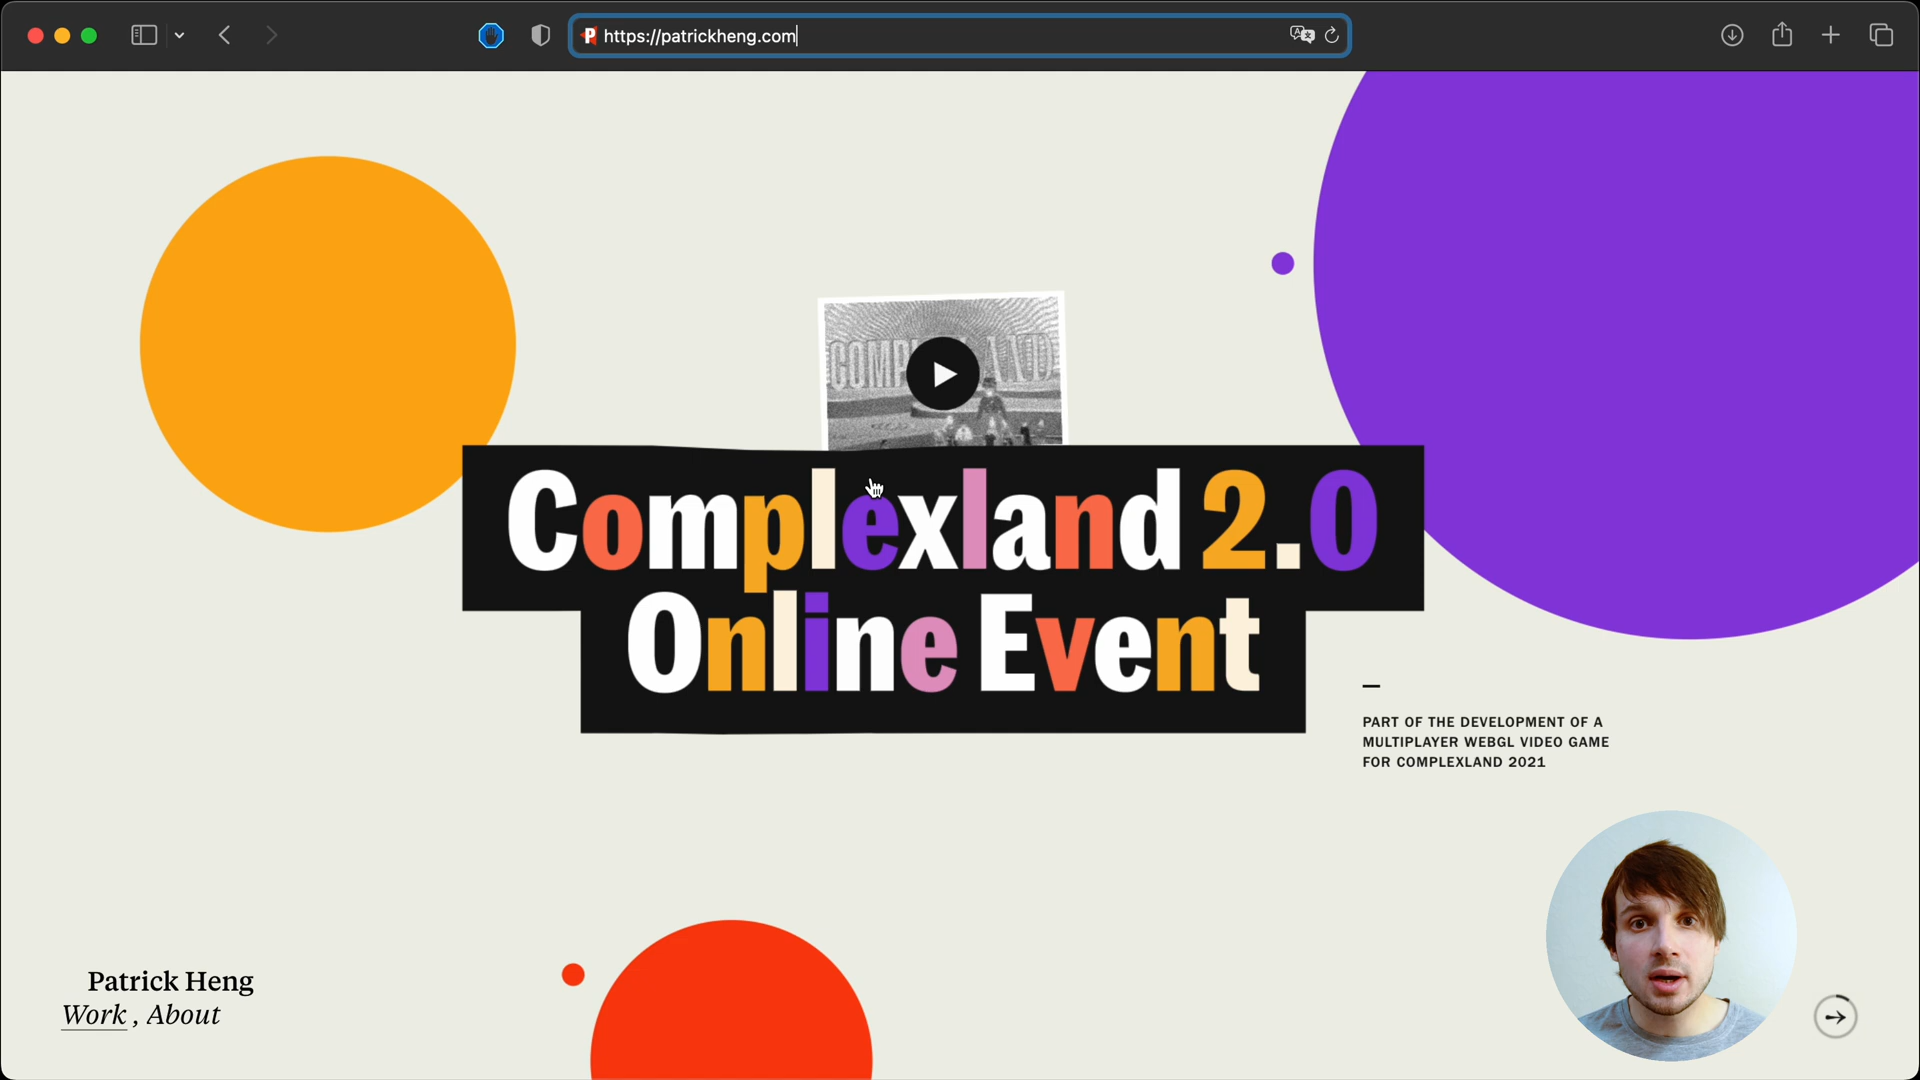 https://patrickheng.com
Complexland 2.0
Online Event
PART OF THE DEVELOPMENT OF A
MULTIPLAYER WEBGL VIDEO GAME
FOR COMPLEXLAND 2021
Patrick Heng
Work , About